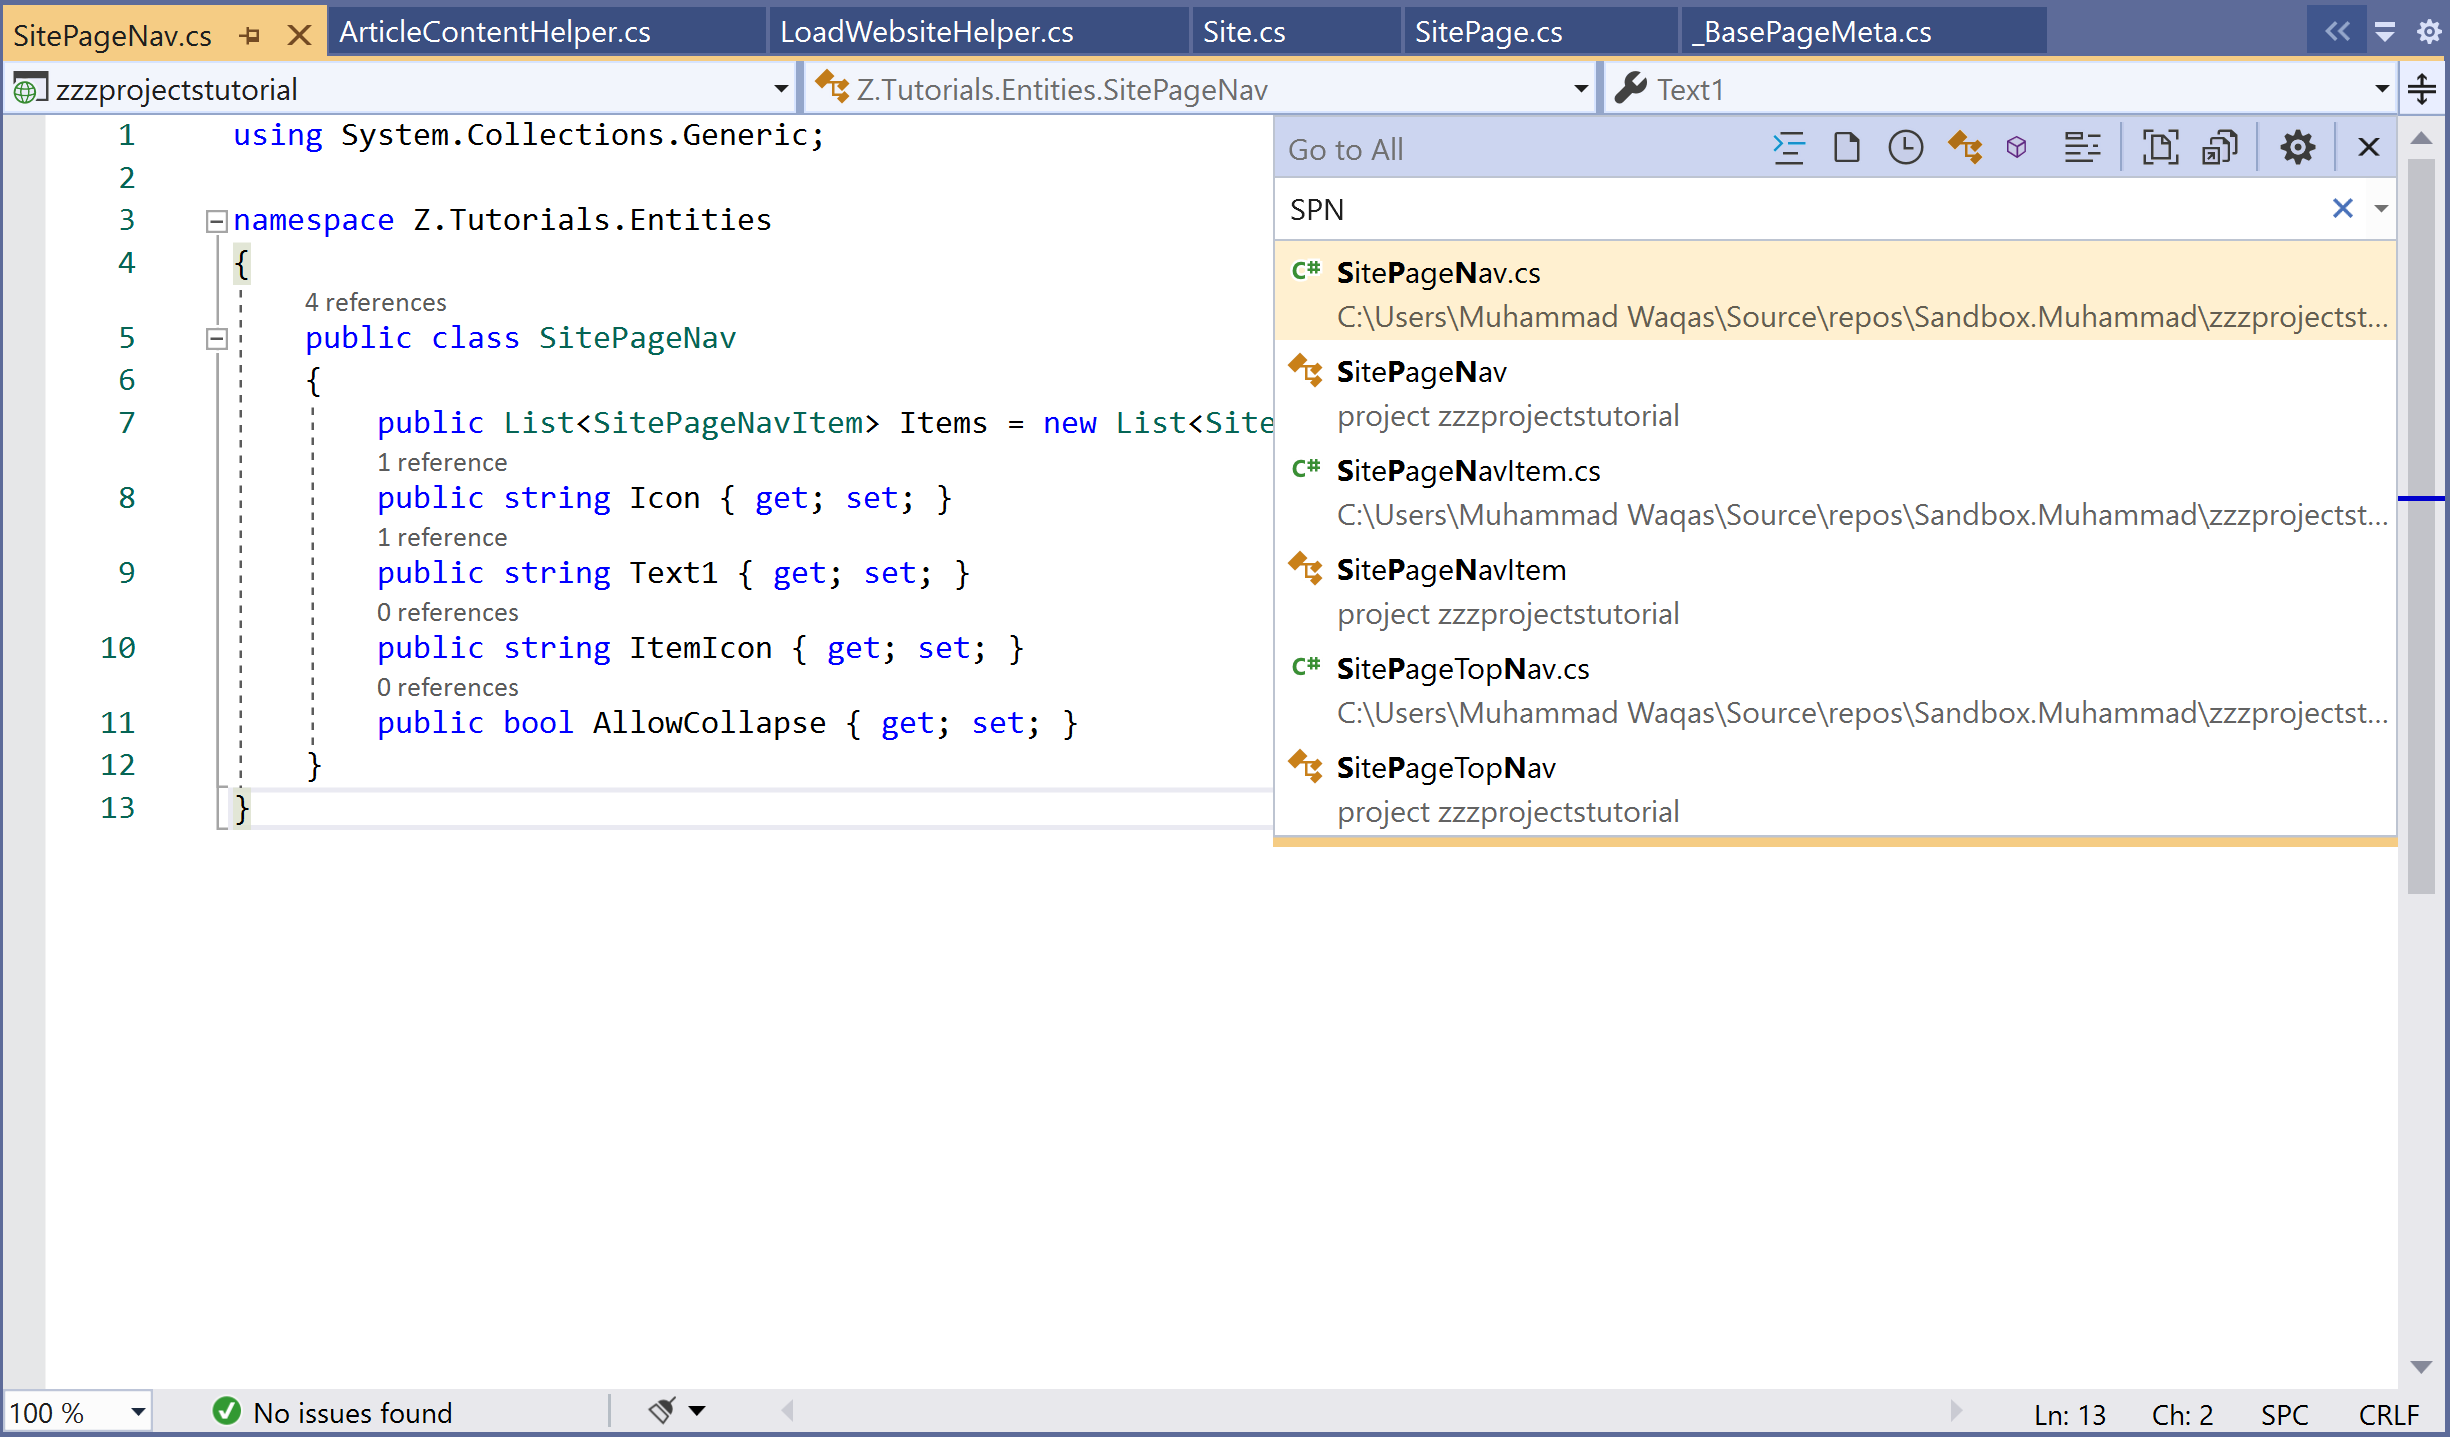 SitePageNav.cs ArticleContentHelper.cs LoadWebsiteHelper.cs Site.cs SitePage.cs _BasePageMeta.cs
zzzprojectstutorial Z.Tutorials.Entities.SitePageNav Text1
1 using System.Collections.Generic;
2
3 namespace Z.Tutorials.Entities
4 {
4 references
5 public class SitePageNav
6 {
7 public List<SitePageNavItem> Items = new List<Site
1 reference
8 public string Icon { get; set; }
1 reference
9 public string Text1 { get; set; }
0 references
10 public string ItemIcon { get; set; }
0 references
11 public bool AllowCollapse { get; set; }
12 }
13 }
Go to All
SPN
C# SitePageNav.cs
C:\Users\Muhammad Waqas\Source\repos\Sandbox.Muhammad\zzzprojectst...
SitePageNav
project zzzprojectstutorial
C# SitePageNavItem.cs
C:\Users\Muhammad Waqas\Source\repos\Sandbox.Muhammad\zzzprojectst...
SitePageNavItem
project zzzprojectstutorial
C# SitePageTopNav.cs
C:\Users\Muhammad Waqas\Source\repos\Sandbox.Muhammad\zzzprojectst...
SitePageTopNav
project zzzprojectstutorial
100 % No issues found Ln: 13 Ch: 2 SPC CRLF